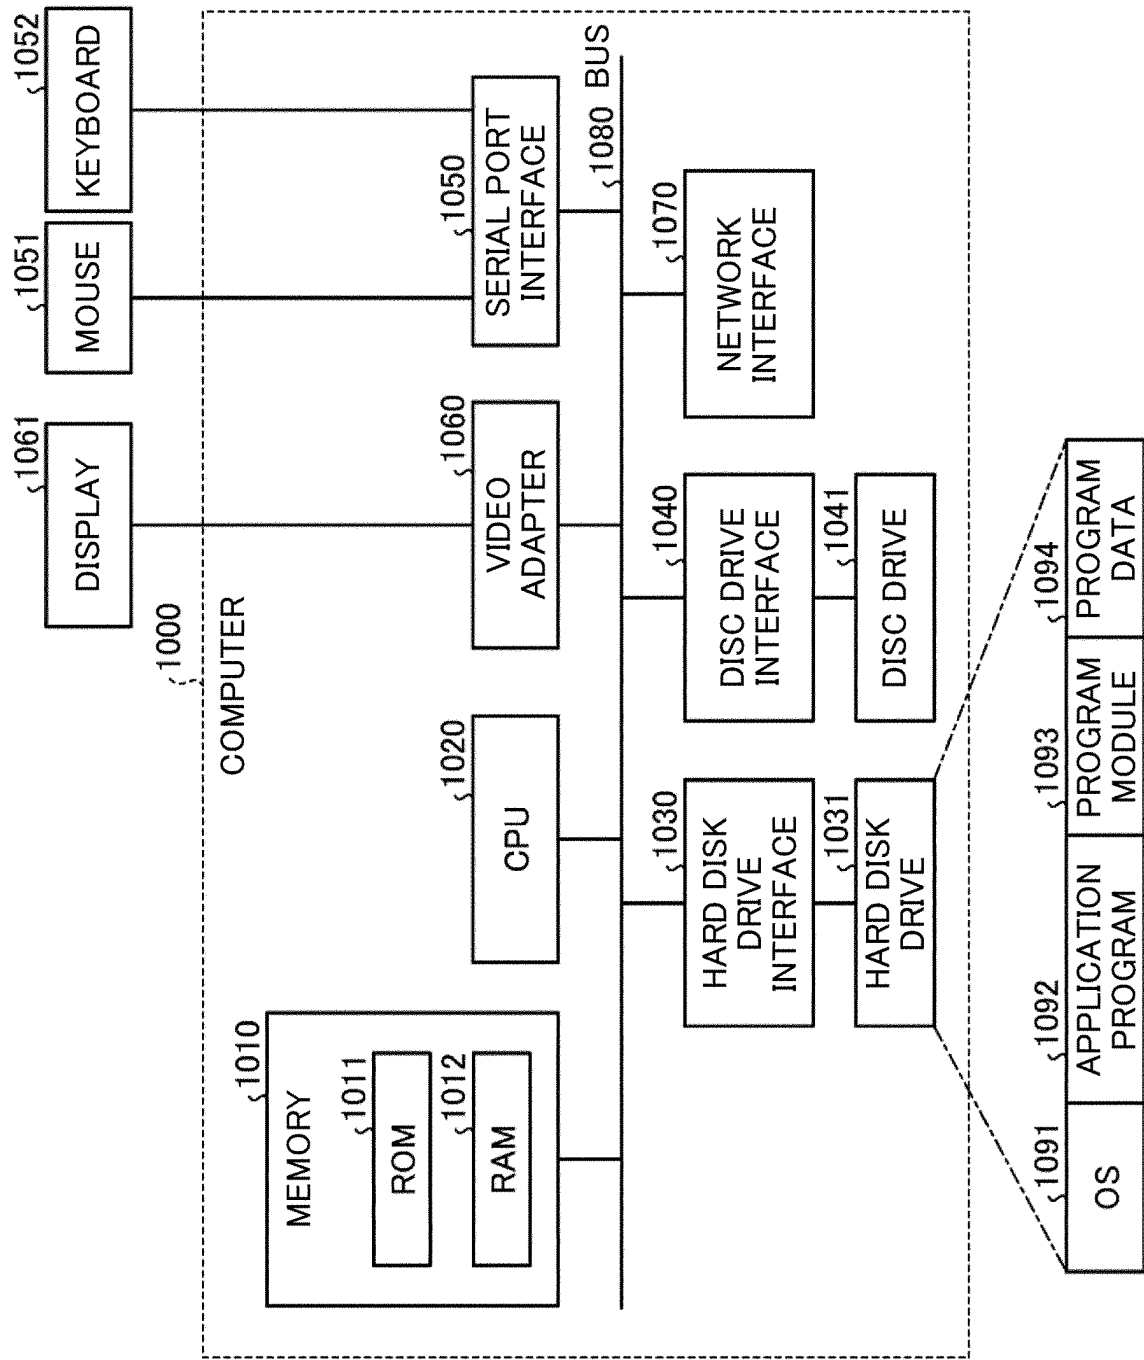 1000
COMPUTER
1010
MEMORY
1011
ROM
1012
RAM
1020
CPU
1061
DISPLAY
1060
VIDEO
ADAPTER
1051
MOUSE
1052
KEYBOARD
1050
SERIAL PORT
INTERFACE
1080 BUS
1030
HARD DISK
DRIVE
INTERFACE
1031
HARD DISK
DRIVE
1040
DISC DRIVE
INTERFACE
1041
DISC DRIVE
1070
NETWORK
INTERFACE
1091
OS
1092
APPLICATION
PROGRAM
1093
PROGRAM
MODULE
1094
PROGRAM
DATA